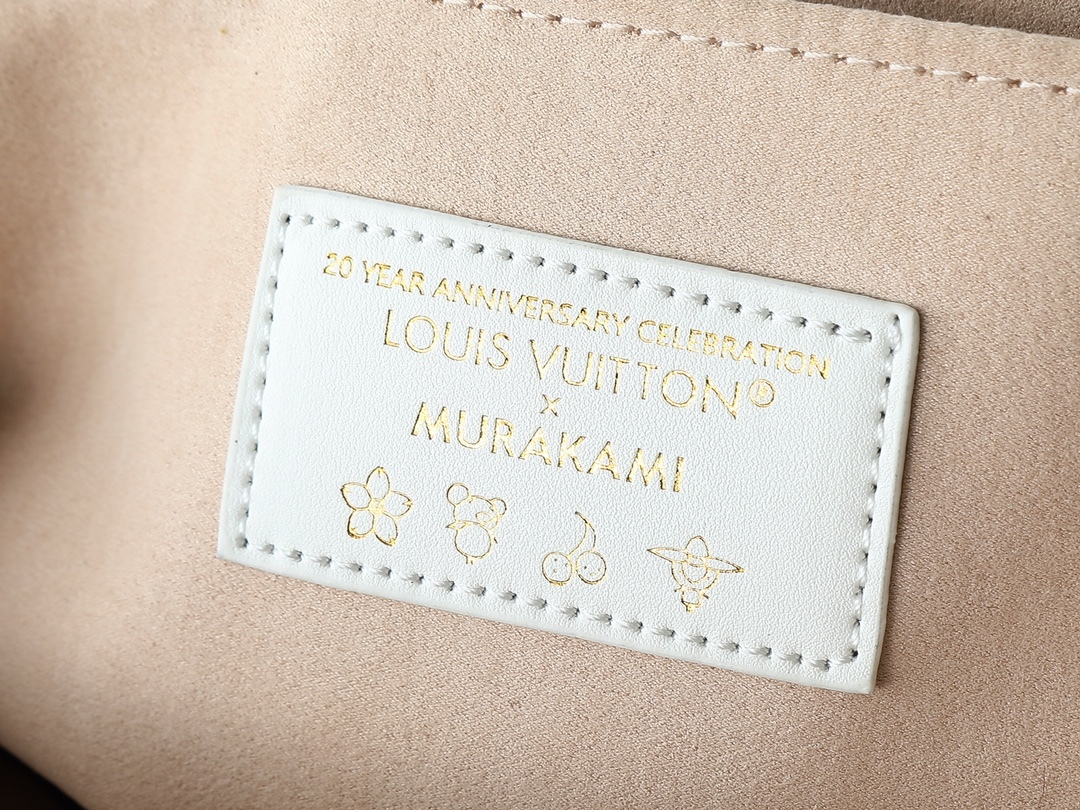 20 YEAR ANNIVERSARY CELEBRATION
LOUIS VUITTON®
x
MURAKAMI